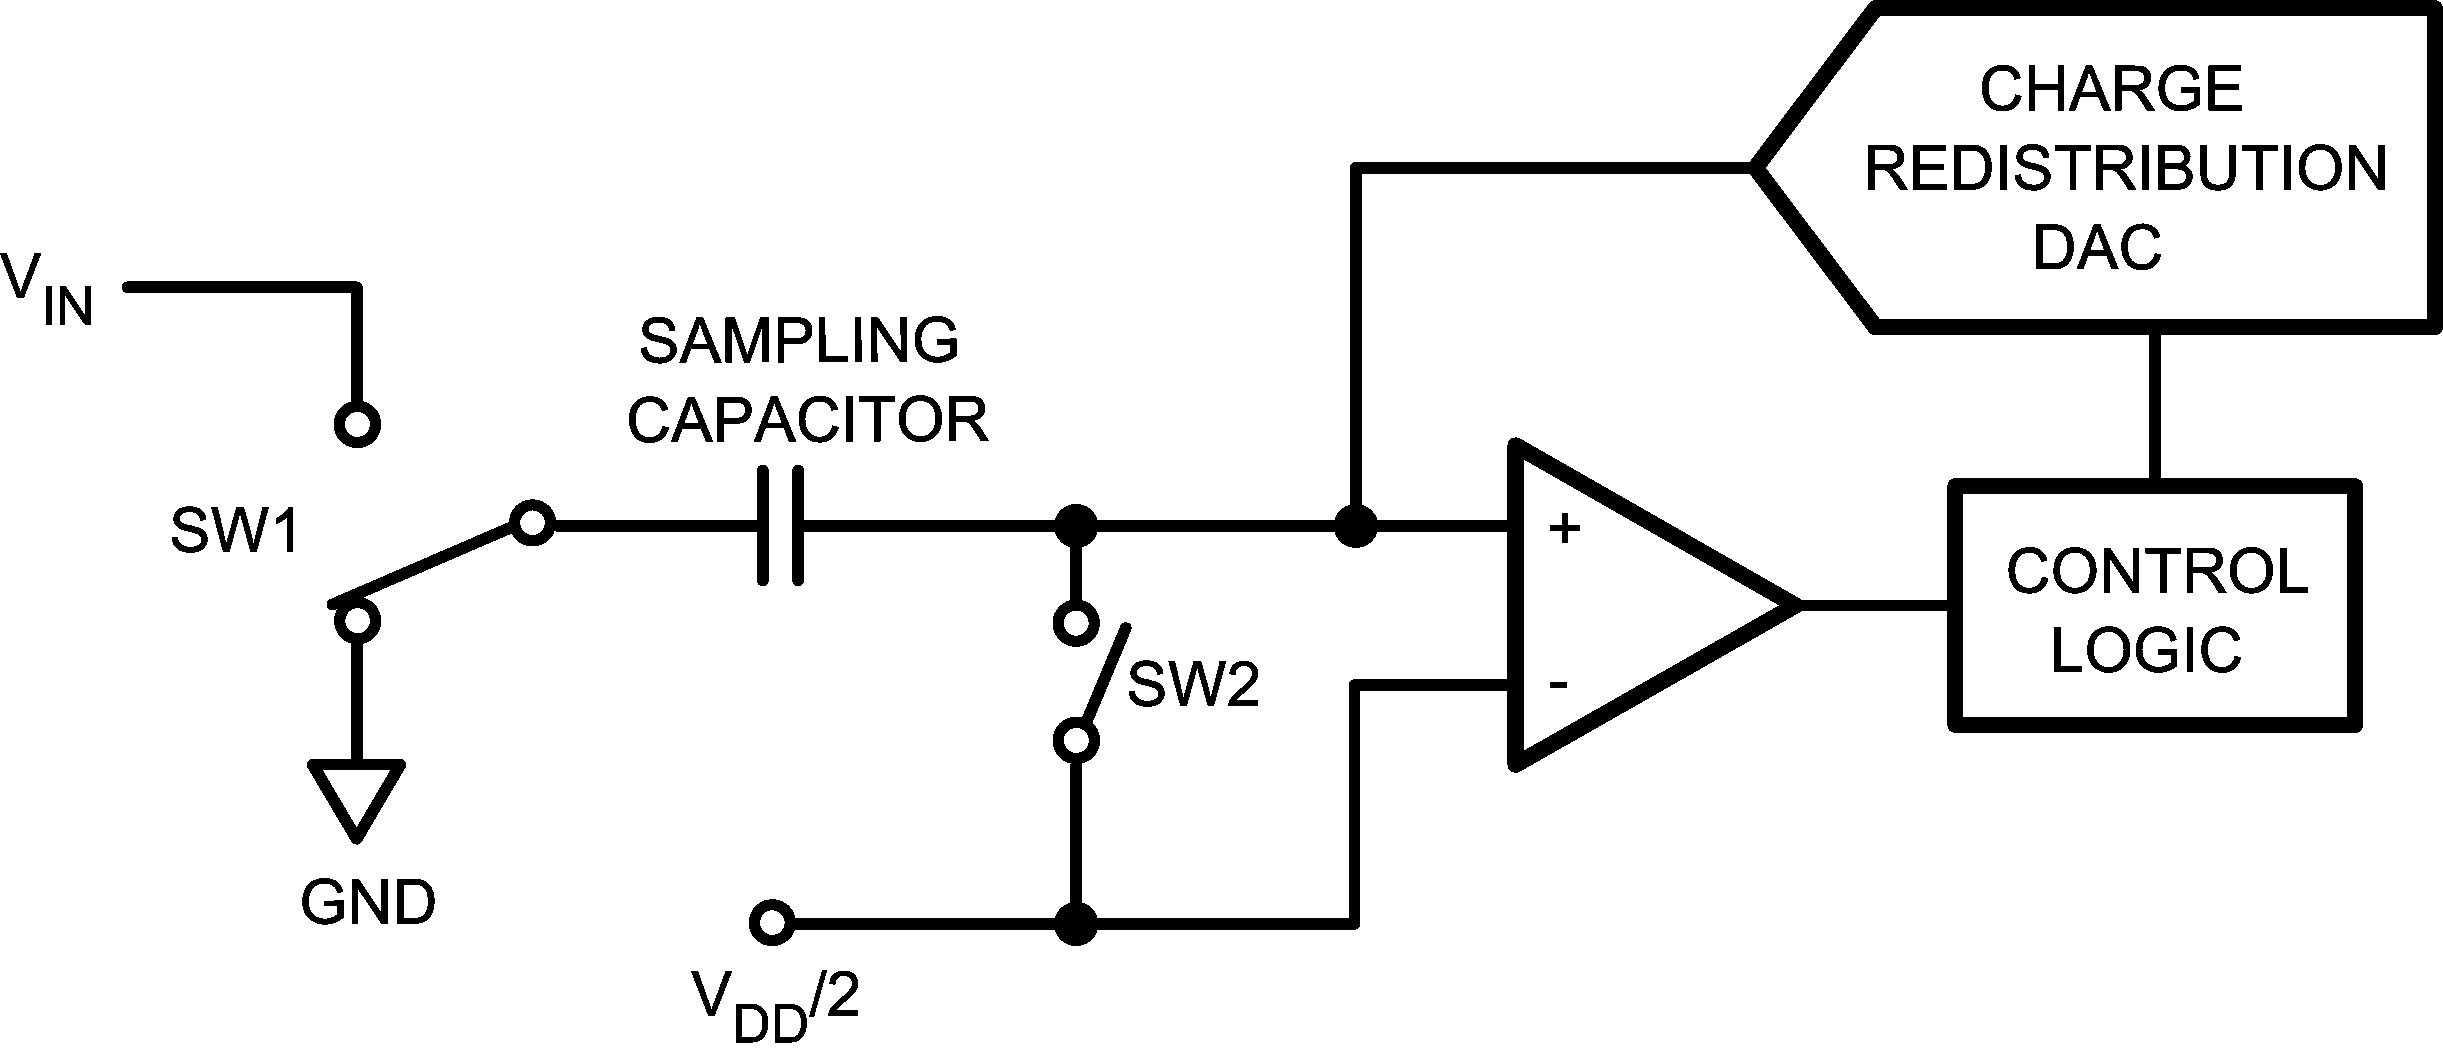 CHARGE
REDISTRIBUTION
DAC
VIN
SAMPLING
CAPACITOR
SW1
+
-
SW2
CONTROL
LOGIC
GND
VDD/2